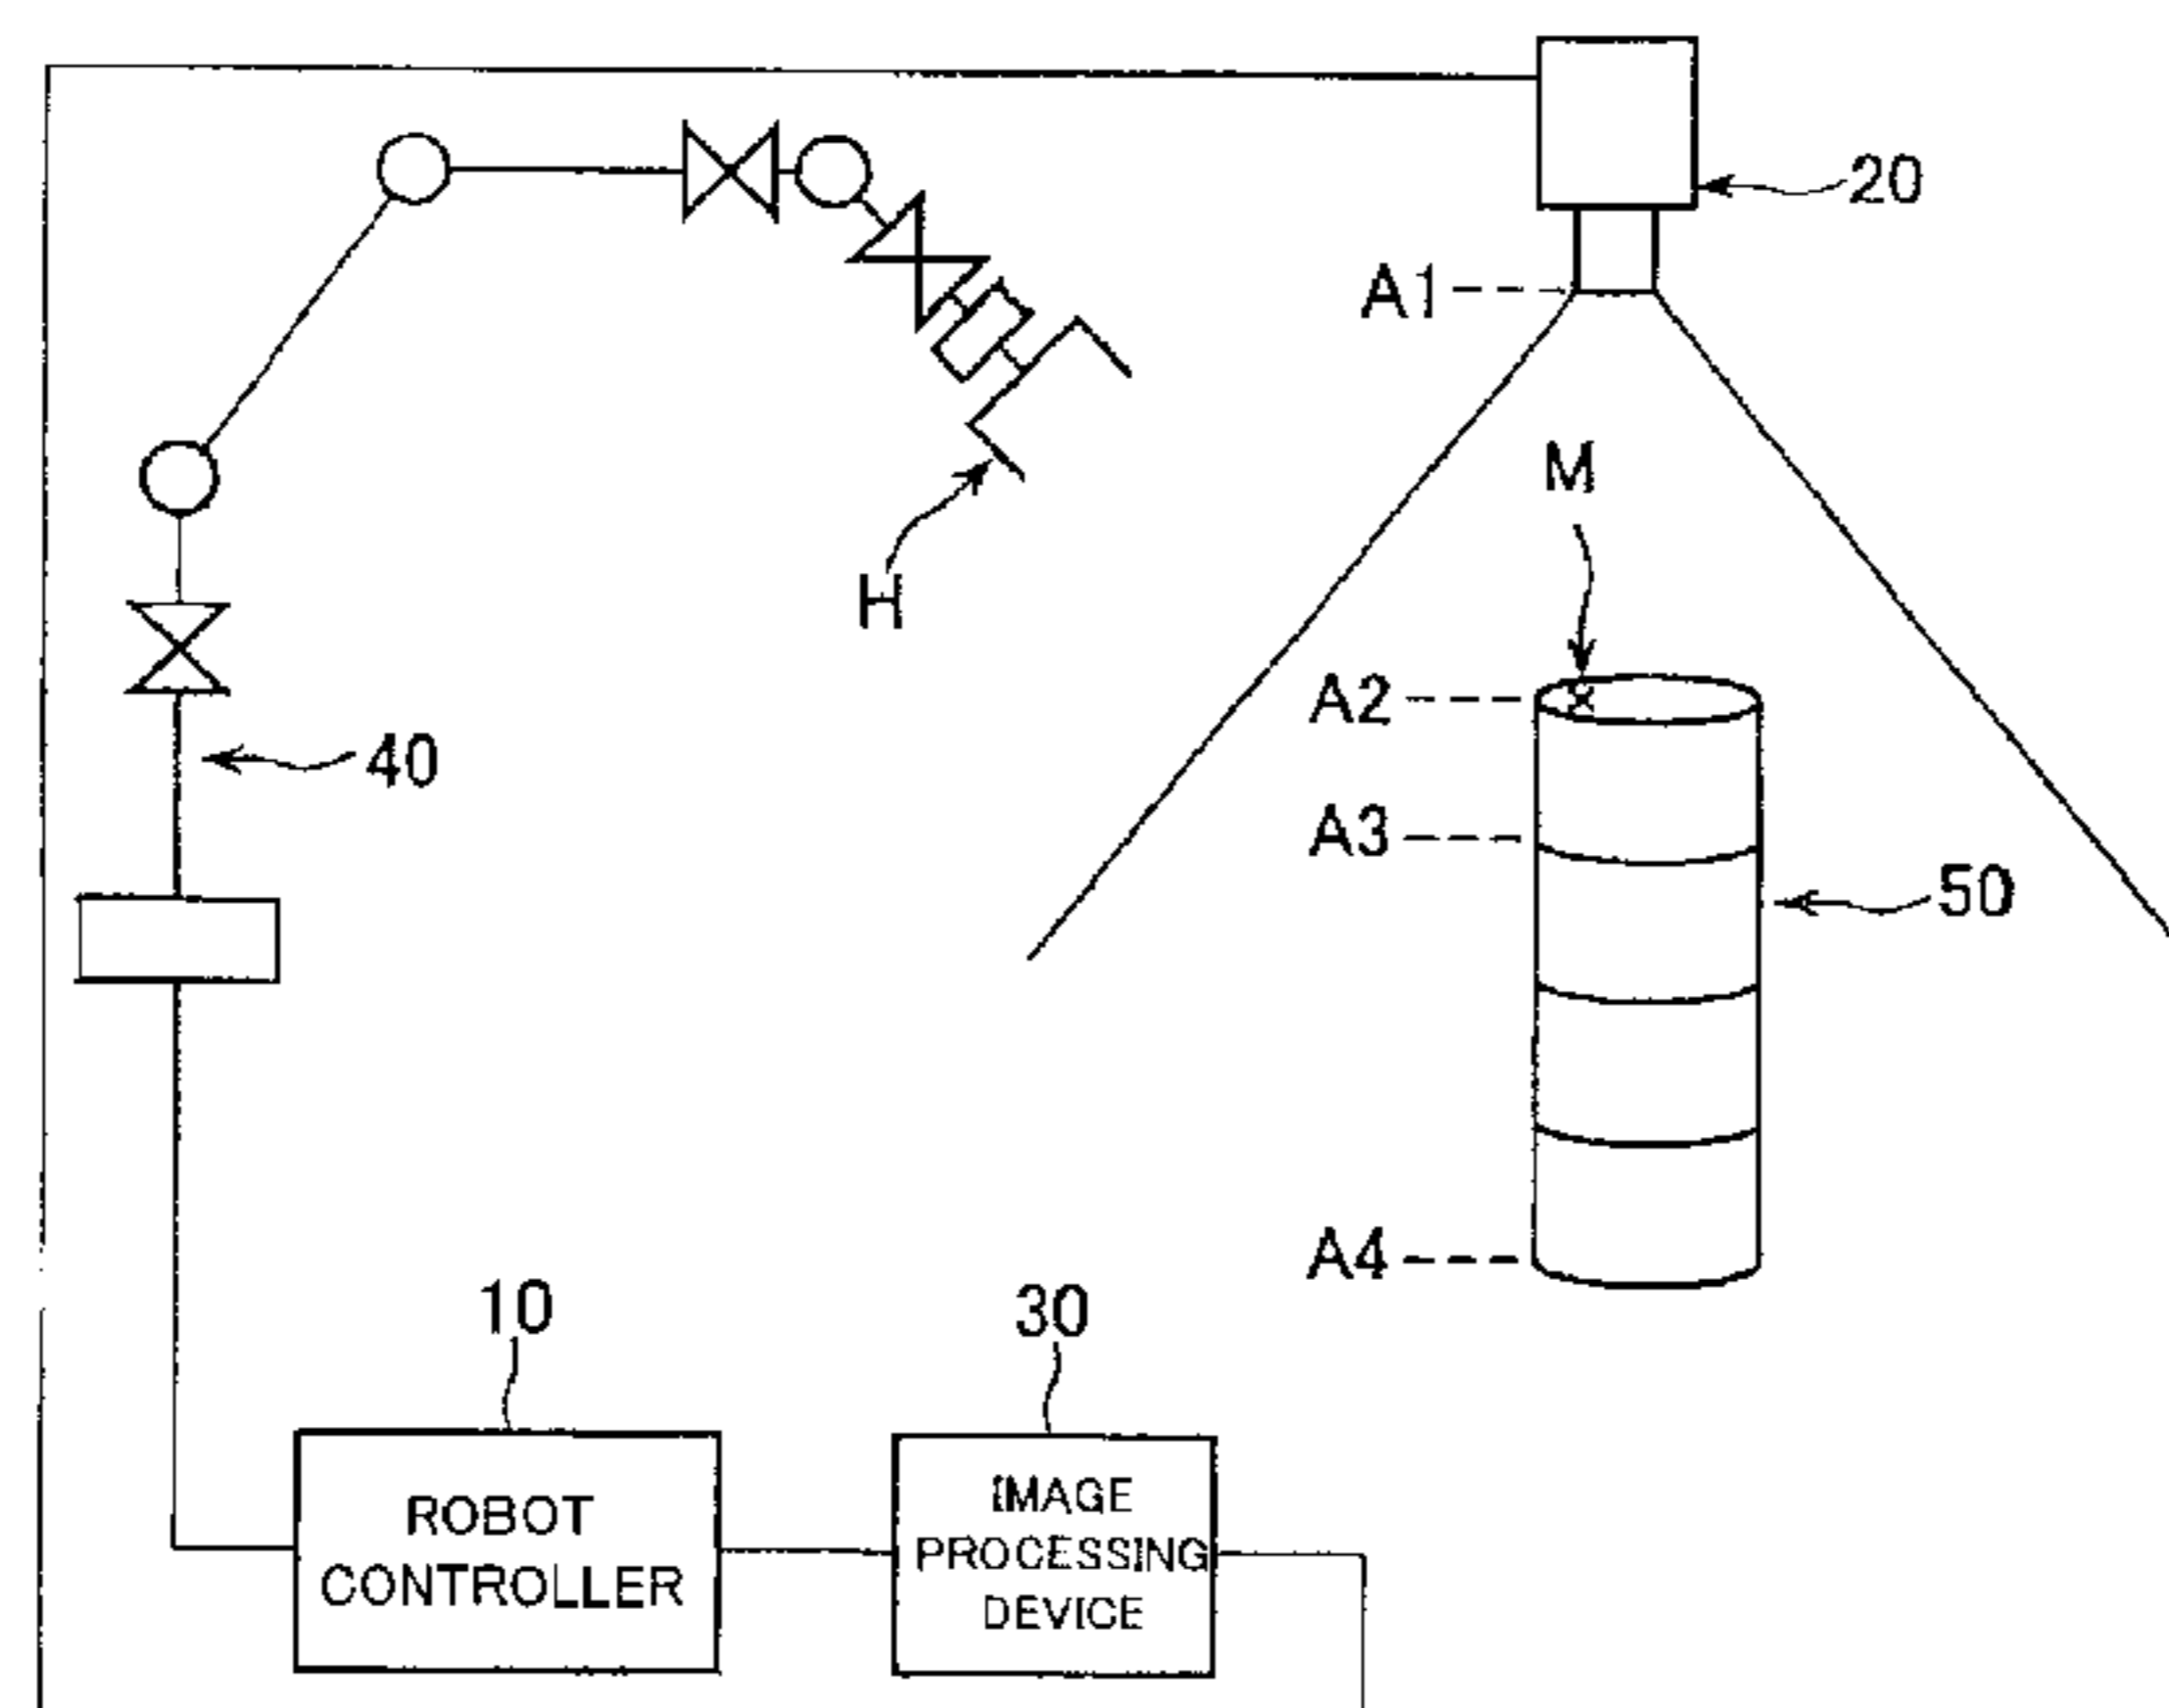 20
A1
M
H
A2
40
A3
50
A4
10
30
ROBOT
CONTROLLER
IMAGE
PROCESSING
DEVICE